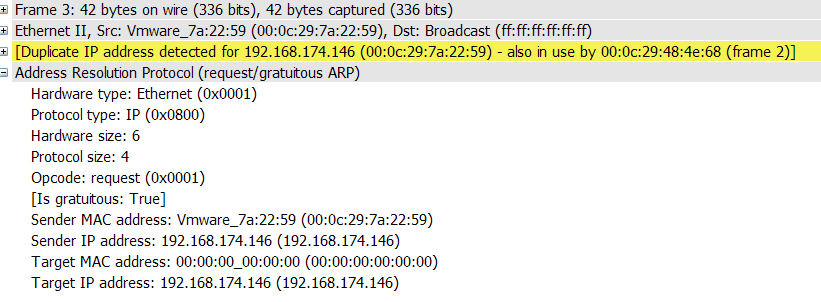 Frame 3: 42 bytes on wire (336 bits), 42 bytes captured (336 bits)
Ethernet II, Src: Vmware_7a:22:59 (00:0c:29:7a:22:59), Dst: Broadcast (ff:ff:ff:ff:ff:ff)
[Duplicate IP address detected for 192.168.174.146 (00:0c:29:7a:22:59) - also in use by 00:0c:29:48:4e:68 (frame 2)]
Address Resolution Protocol (request/gratuitous ARP)
Hardware type: Ethernet (0x0001)
Protocol type: IP (0x0800)
Hardware size: 6
Protocol size: 4
Opcode: request (0x0001)
[Is gratuitous: True]
Sender MAC address: Vmware_7a:22:59 (00:0c:29:7a:22:59)
Sender IP address: 192.168.174.146 (192.168.174.146)
Target MAC address: 00:00:00_00:00:00 (00:00:00:00:00:00)
Target IP address: 192.168.174.146 (192.168.174.146)